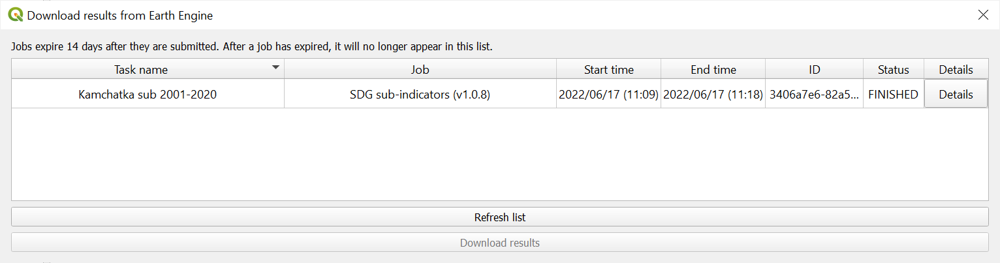 Download results from Earth Engine
Jobs expire 14 days after they are submitted. After a job has expired, it will no longer appear in this list.
Task name Job Start time End time ID Status Details
Kamchatka sub 2001-2020 SDG sub-indicators (v1.0.8) 2022/06/17 (11:09) 2022/06/17 (11:18) 3406a7e6-82a5... FINISHED Details
Refresh list
Download results